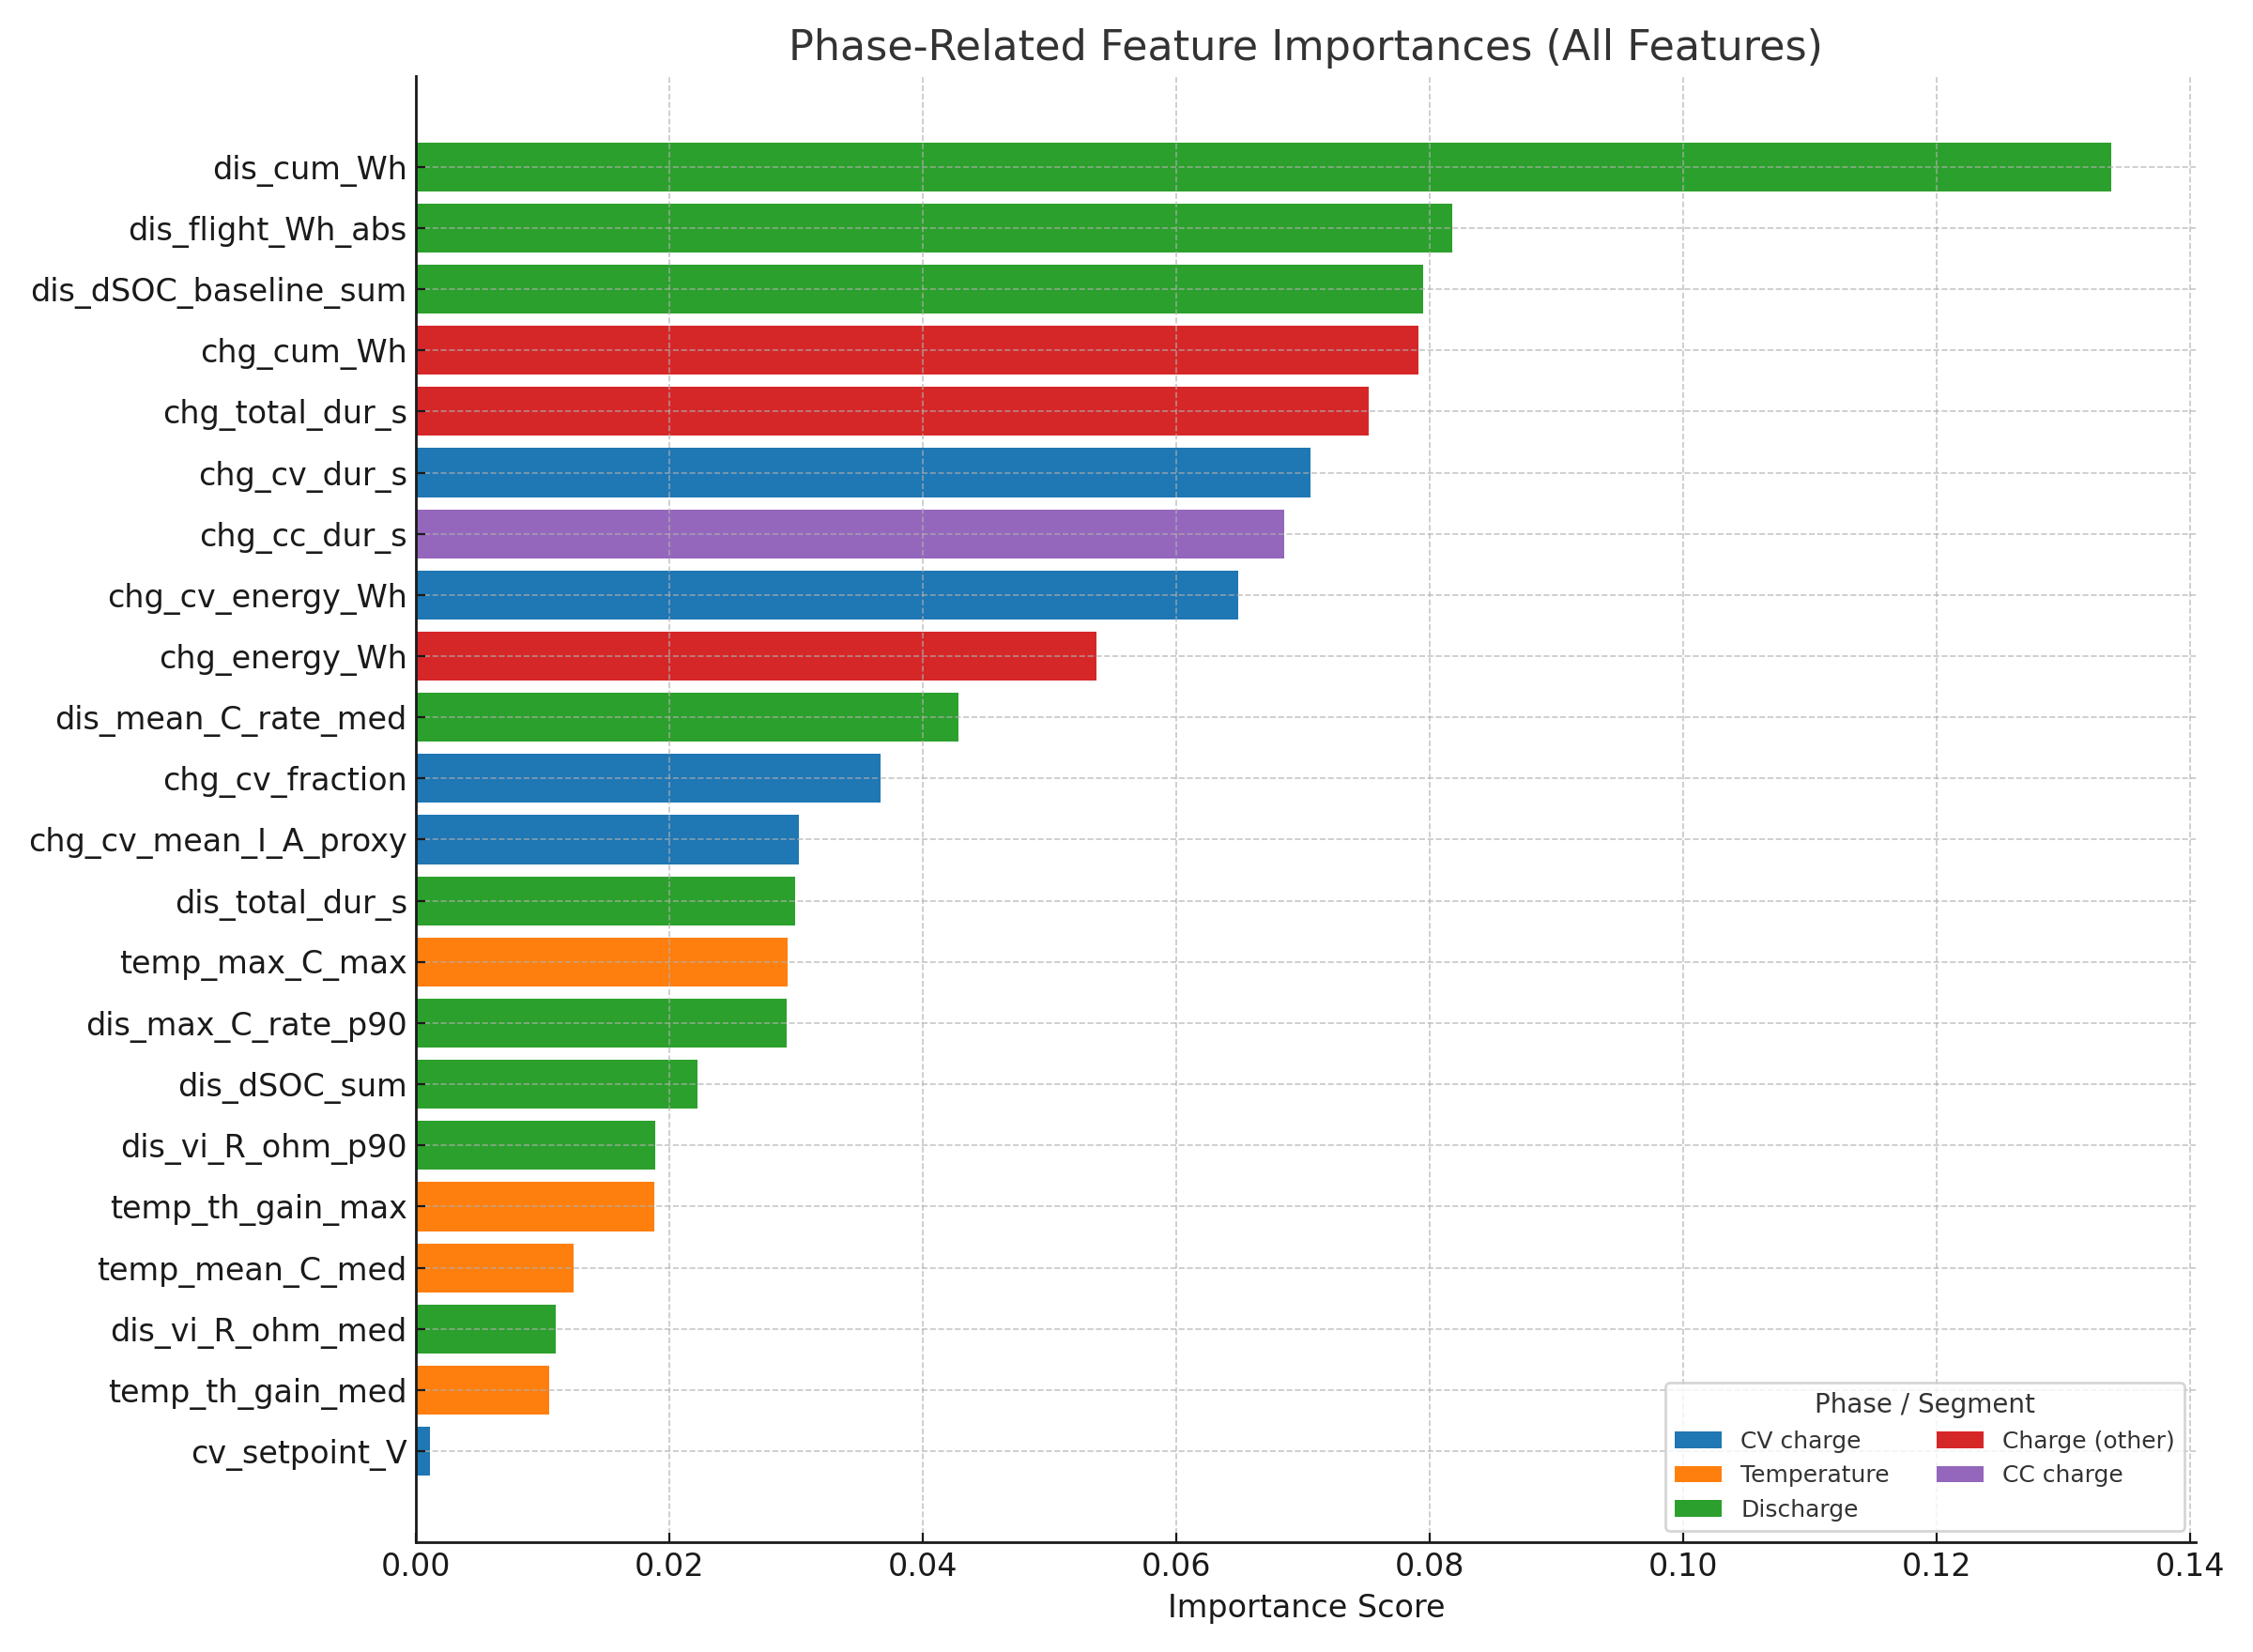 Phase-Related Feature Importances (All Features)
dis_cum_Wh
dis_flight_Wh_abs
dis_dSOC_baseline_sum
chg_cum_Wh
chg_total_dur_s
chg_cv_dur_s
chg_cc_dur_s
chg_cv_energy_Wh
chg_energy_Wh
dis_mean_C_rate_med
chg_cv_fraction
chg_cv_mean_I_A_proxy
dis_total_dur_s
temp_max_C_max
dis_max_C_rate_p90
dis_dSOC_sum
dis_vi_R_ohm_p90
temp_th_gain_max
temp_mean_C_med
dis_vi_R_ohm_med
temp_th_gain_med
cv_setpoint_V
Phase / Segment
CV charge
Temperature
Discharge
Charge (other)
CC charge
0.00 0.02 0.04 0.06 0.08 0.10 0.12 0.14
Importance Score